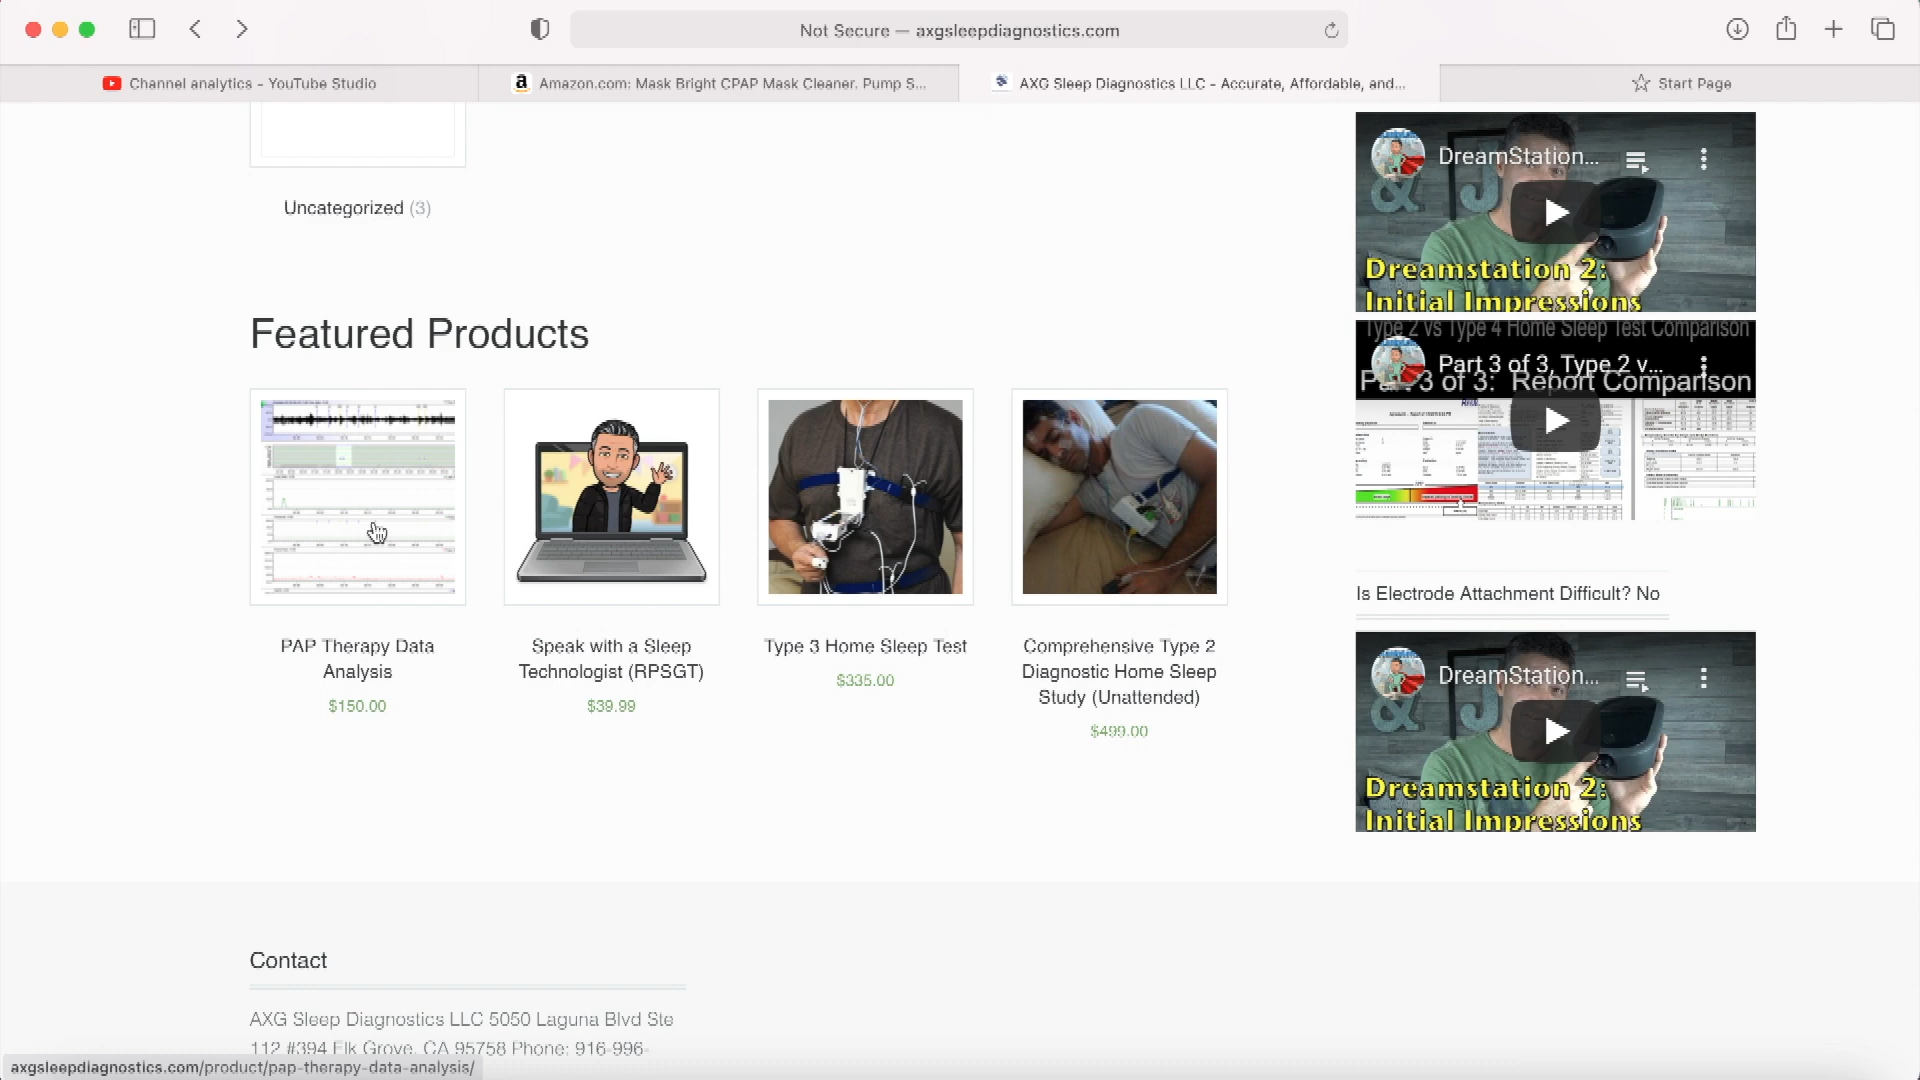 Not Secure — axgsleepdiagnostics.com
Channel analytics - YouTube Studio
a
Amazon.com: Mask Bright CPAP Mask Cleaner, Pump S...
AXG Sleep Diagnostics LLC - Accurate, Affordable, and...
Start Page
Uncategorized (3)
Featured Products
PAP Therapy Data
Analysis
$150.00
Speak with a Sleep
Technologist (RPSGT)
$39.99
Type 3 Home Sleep Test
$335.00
Comprehensive Type 2
Diagnostic Home Sleep
Study (Unattended)
$499.00
DreamStation...
& J
Dreamstation 2:
Initial Impressions
Type 2 vs Type 4 Home Sleep Test Comparison
Part 3 of 3, Type 2 v...
Part 3 of 3: Report Comparison
Is Electrode Attachment Difficult? No
DreamStation...
& J
Dreamstation 2:
Initial Impressions
Contact
AXG Sleep Diagnostics LLC 5050 Laguna Blvd Ste
112 #394 Elk Grove, CA 95758 Phone: 916-996-
axgsleepdiagnostics.com/product/pap-therapy-data-analysis/